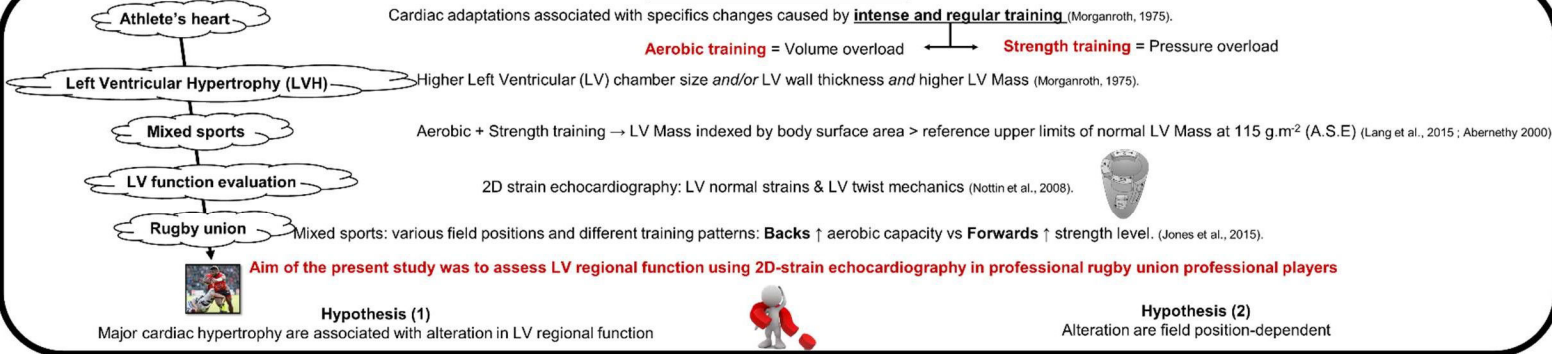 Athlete's heart
Cardiac adaptations associated with specifics changes caused by intense and regular training (Morganroth, 1975).
Aerobic training = Volume overload
Strength training = Pressure overload
Left Ventricular Hypertrophy (LVH)
Higher Left Ventricular (LV) chamber size and/or LV wall thickness and higher LV Mass (Morganroth, 1975).
Mixed sports
Aerobic + Strength training → LV Mass indexed by body surface area > reference upper limits of normal LV Mass at 115 g.m⁻² (A.S.E) (Lang et al., 2015 ; Abernethy 2000)
LV function evaluation
2D strain echocardiography: LV normal strains & LV twist mechanics (Nottin et al., 2008).
Rugby union
Mixed sports: various field positions and different training patterns: Backs ↑ aerobic capacity vs Forwards ↑ strength level. (Jones et al., 2015).
Aim of the present study was to assess LV regional function using 2D-strain echocardiography in professional rugby union professional players
Hypothesis (1)
Major cardiac hypertrophy are associated with alteration in LV regional function
Hypothesis (2)
Alteration are field position-dependent